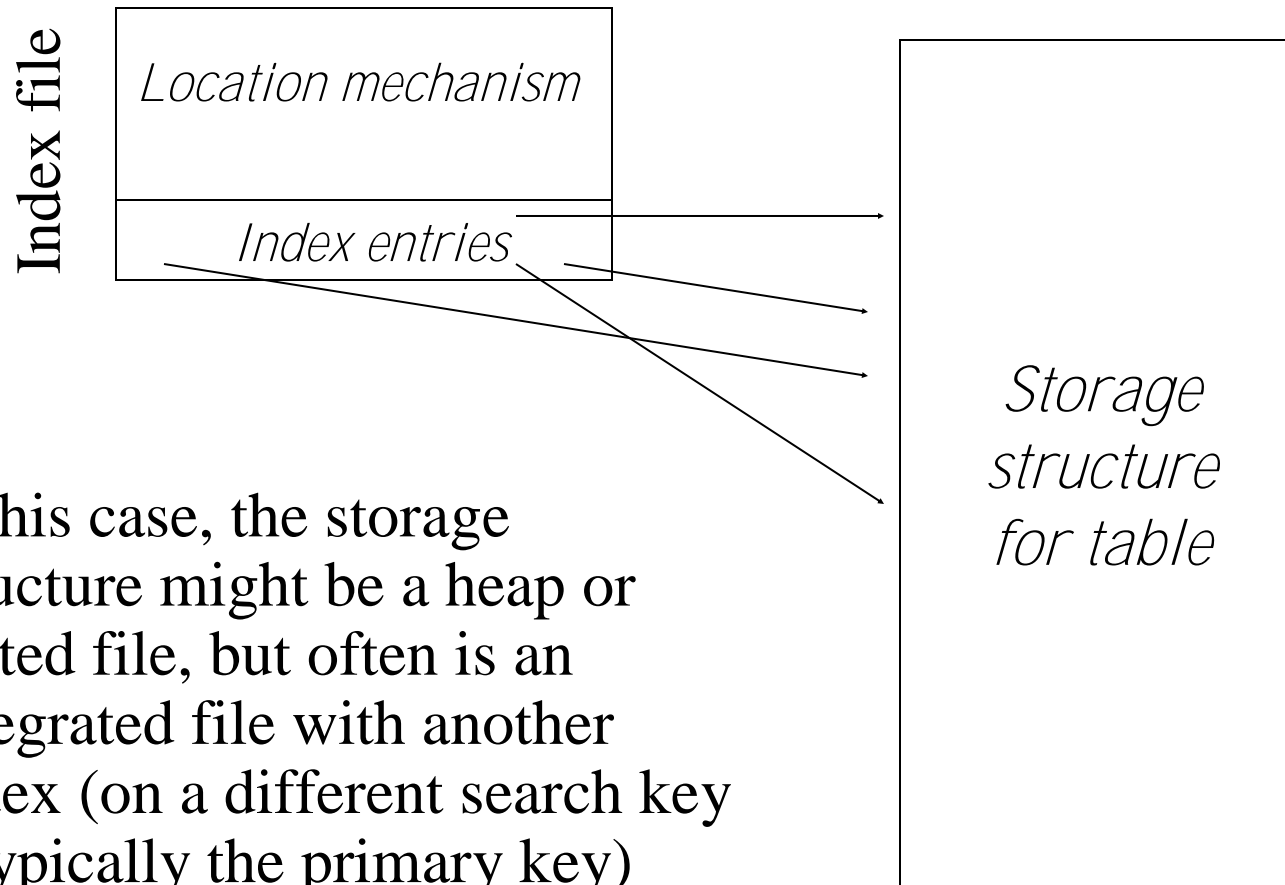 Index file
Location mechanism
Index entries
Storage
structure
for table
his case, the storage
ucture might be a heap or
ted file, but often is an
egrated file with another
ex (on a different search key
ypically the primary key)